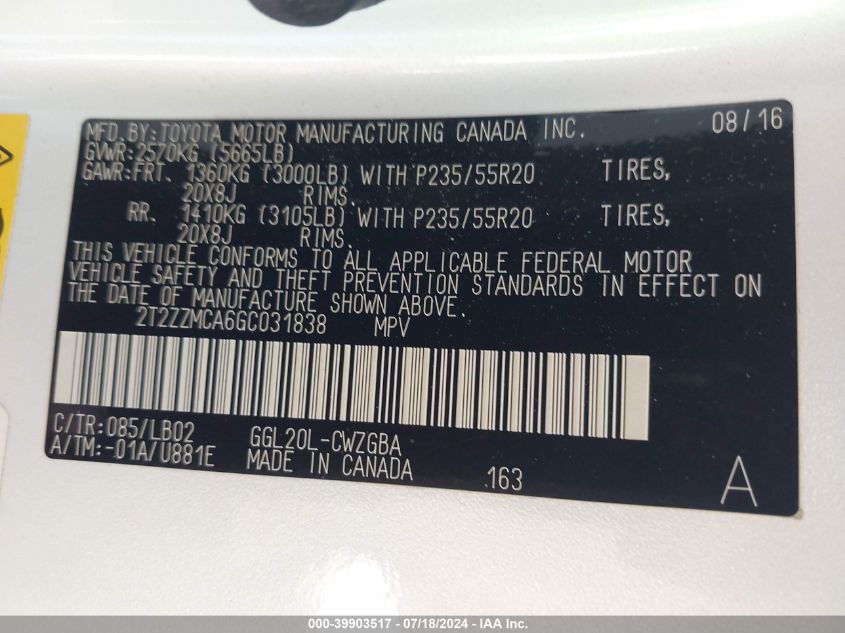 MFD. BY: TOYOTA MOTOR MANUFACTURING CANADA INC. 08/16
GVWR: 2570KG (5665LB)
GAWR: FRT. 1360KG (3000LB) WITH P235/55R20 TIRES,
20X8J RIMS.
RR. 1410KG (3105LB) WITH P235/55R20 TIRES,
20X8J RIMS.
THIS VEHICLE CONFORMS TO ALL APPLICABLE FEDERAL MOTOR
VEHICLE SAFETY AND THEFT PREVENTION STANDARDS IN EFFECT ON
THE DATE OF MANUFACTURE SHOWN ABOVE.
2T2ZZMCA6GC031838 MPV
C/TR: 085/LB02 GGL20L-CWZGBA
A/TM: -01A/U881E MADE IN CANADA .163
A
000-39903517 - 07/18/2024 - IAA Inc.